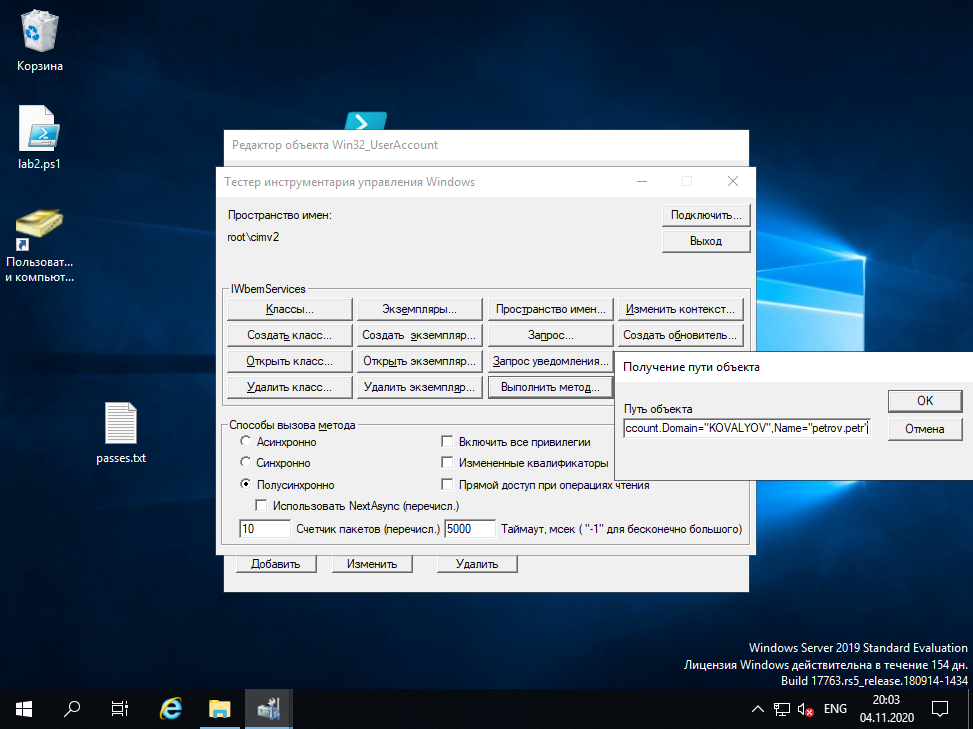 Корзина
lab2.ps1
Пользоват...
и компьют...
passes.txt
Редактор объекта Win32_UserAccount
Тестер инструментария управления Windows
Пространство имен:
root\cimv2
Подключить...
Выход
IWbemServices
Классы...
Экземпляры...
Пространство имен...
Изменить контекст...
Создать класс...
Создать экземпляр...
Запрос...
Создать обновитель...
Открыть класс...
Открыть экземпляр...
Запрос уведомления...
Удалить класс...
Удалить экземпляр...
Выполнить метод...
Способы вызова метода
Асинхронно
Синхронно
Полусинхронно
Включить все привилегии
Измененные квалификаторы
Прямой доступ при операциях чтения
Использовать NextAsync (перечисл.)
10
Счетчик пакетов (перечисл.)
5000
Таймаут, мсек ( "-1" для бесконечно большого)
Добавить
Изменить
Удалить
Получение пути объекта
Путь объекта
ccount.Domain="KOVALYOV",Name="petrov.petr"
OK
Отмена
Windows Server 2019 Standard Evaluation
Лицензия Windows действительна в течение 154 дн.
Build 17763.rs5_release.180914-1434
ENG
20:03
04.11.2020